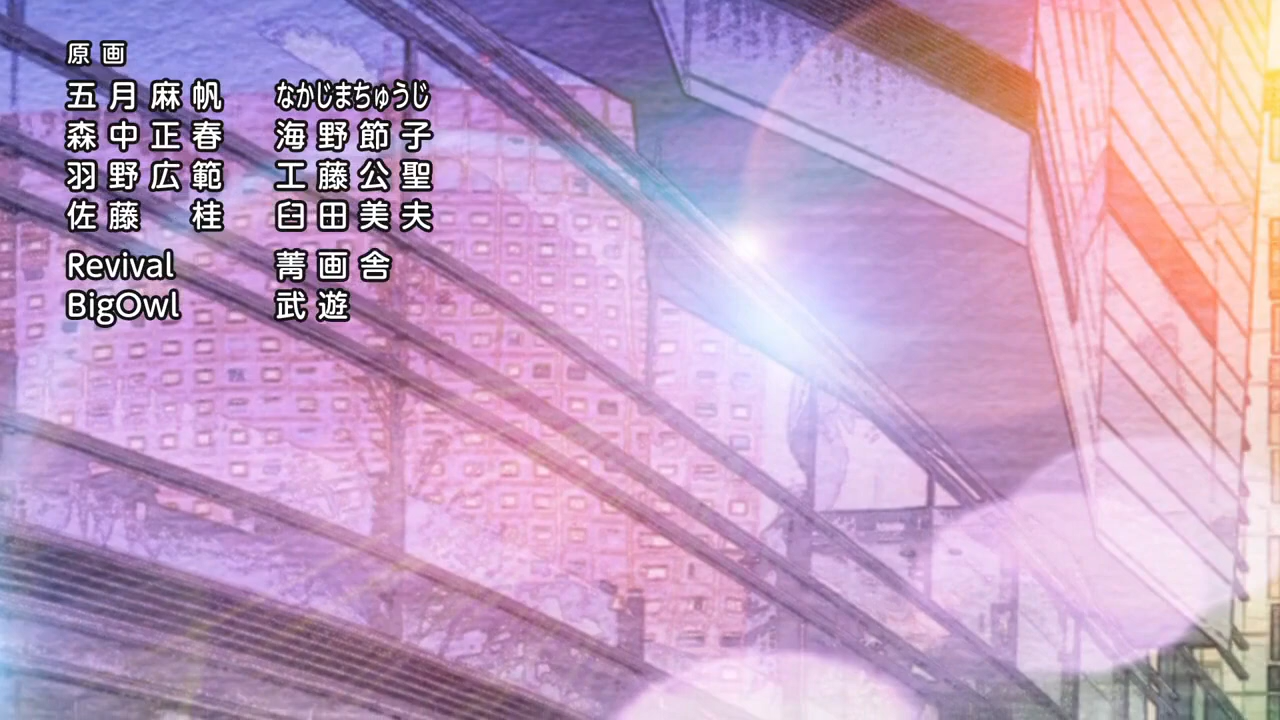 原画
五月麻帆 なかじまちゅうじ
森中正春 海野節子
羽野広範 工藤公聖
佐藤 桂 臼田美夫
Revival 菁画舎
BigOwl 武遊